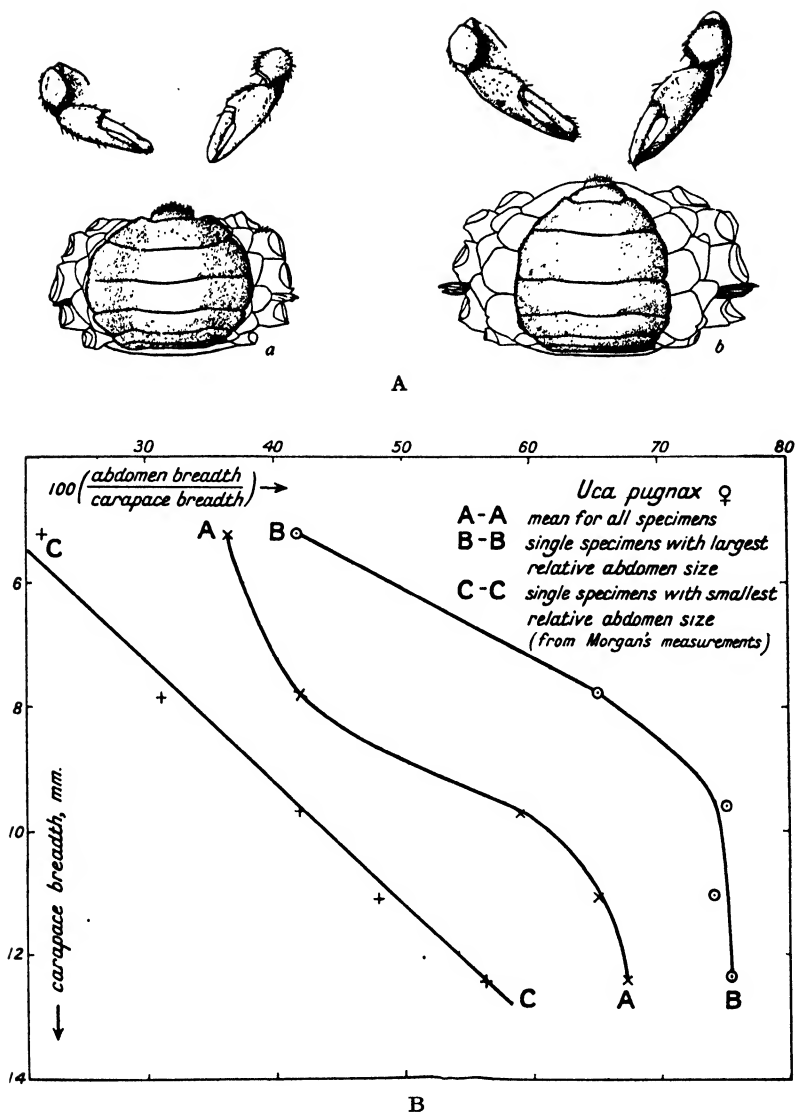 a
b
A
30 40 50 60 70 80
100 (abdomen breadth / carapace breadth) →
Uca pugnax ♀
A-A mean for all specimens
B-B single specimens with largest
relative abdomen size
C-C single specimens with smallest
relative abdomen size
(from Morgan's measurements)
C
A
B
6
8
10
12
14
← carapace breadth, mm.
C
A
B
B